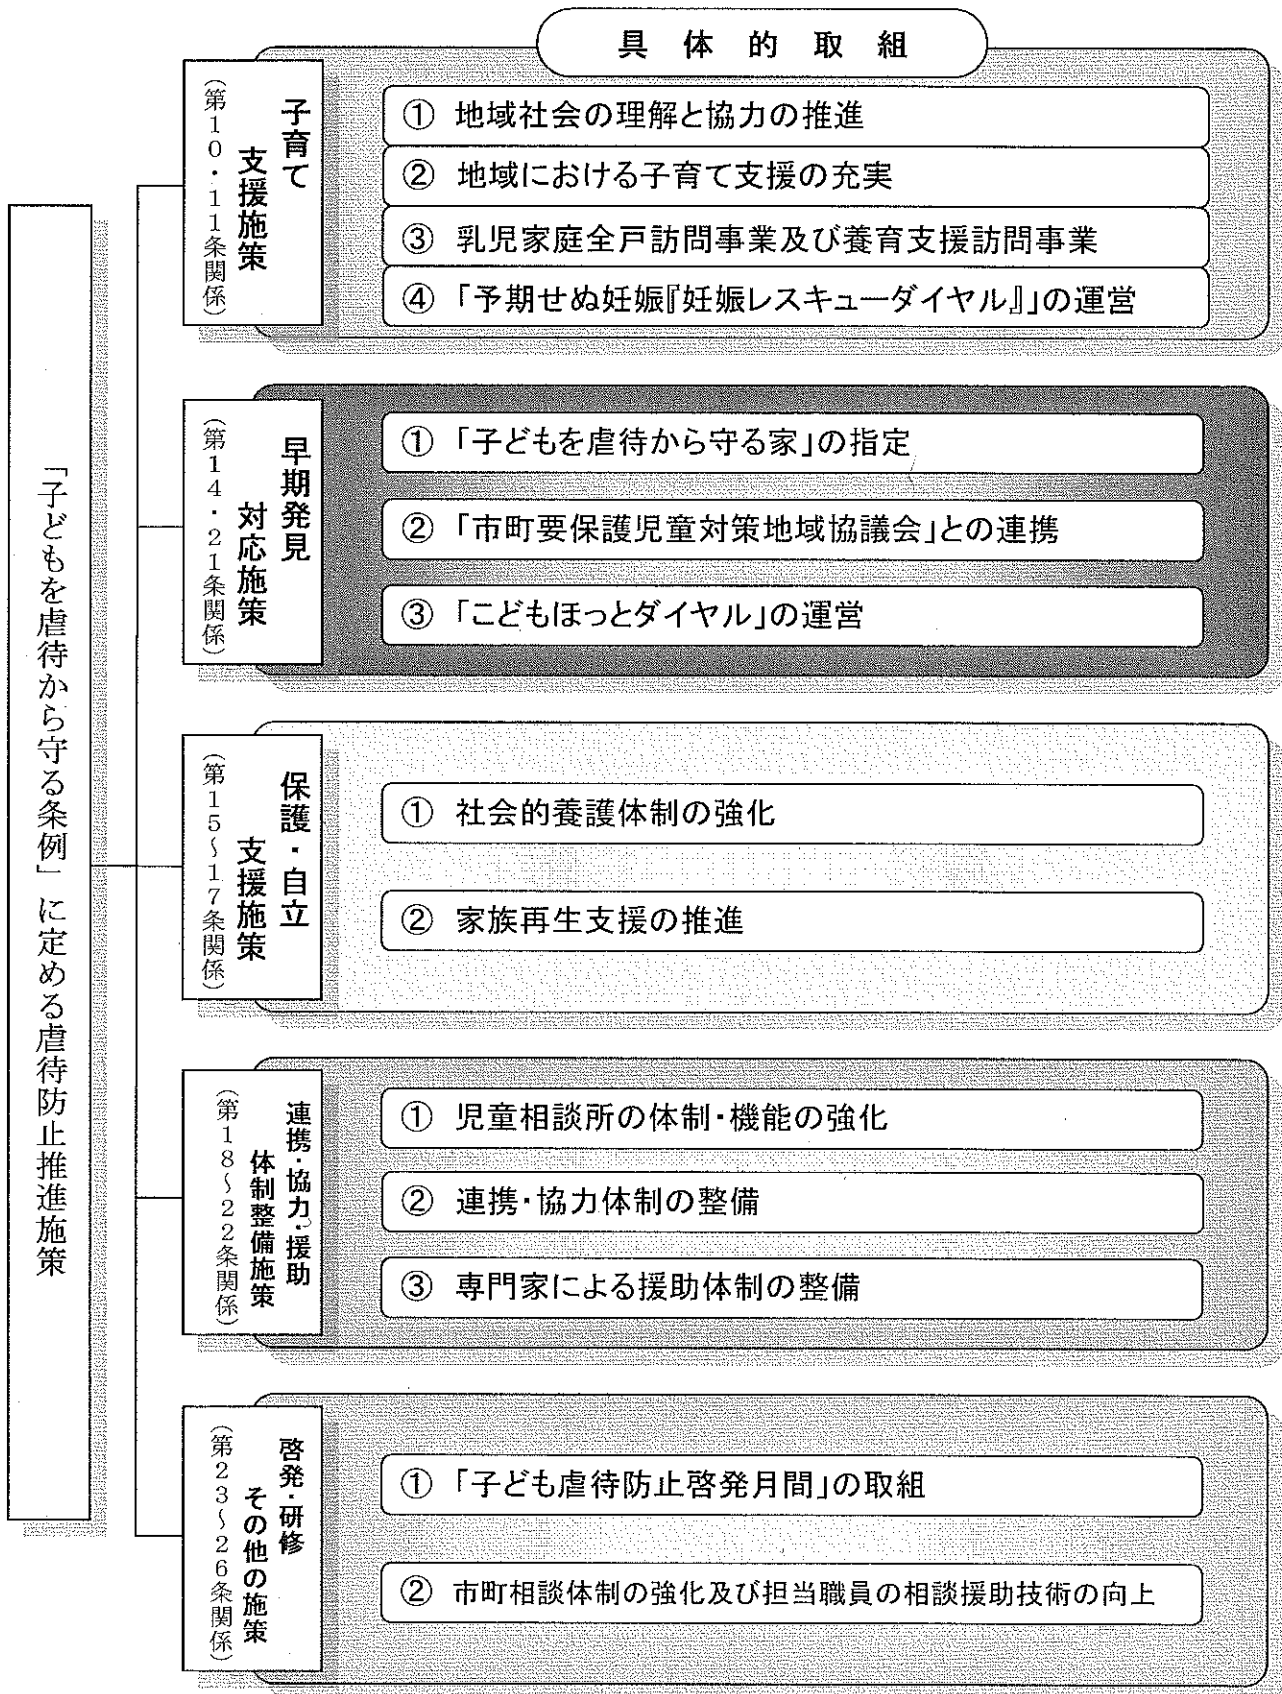 具体的取組
「子どもを虐待から守る条例」に定める虐待防止推進施策
子育て
支援施策
（第１０・１１条関係）
① 地域社会の理解と協力の推進
② 地域における子育て支援の充実
③ 乳児家庭全戸訪問事業及び養育支援訪問事業
④ 「予期せぬ妊娠『妊娠レスキューダイヤル』」の運営
早期発見
対応施策
（第１４・２１条関係）
① 「子どもを虐待から守る家」の指定
② 「市町要保護児童対策地域協議会」との連携
③ 「こどもほっとダイヤル」の運営
保護・自立
支援施策
（第１５～１７条関係）
① 社会的養護体制の強化
② 家族再生支援の推進
連携・協力・援助
体制整備施策
（第１８～２２条関係）
① 児童相談所の体制・機能の強化
② 連携・協力体制の整備
③ 専門家による援助体制の整備
啓発・研修
その他の施策
（第２３～２６条関係）
① 「子ども虐待防止啓発月間」の取組
② 市町相談体制の強化及び担当職員の相談援助技術の向上